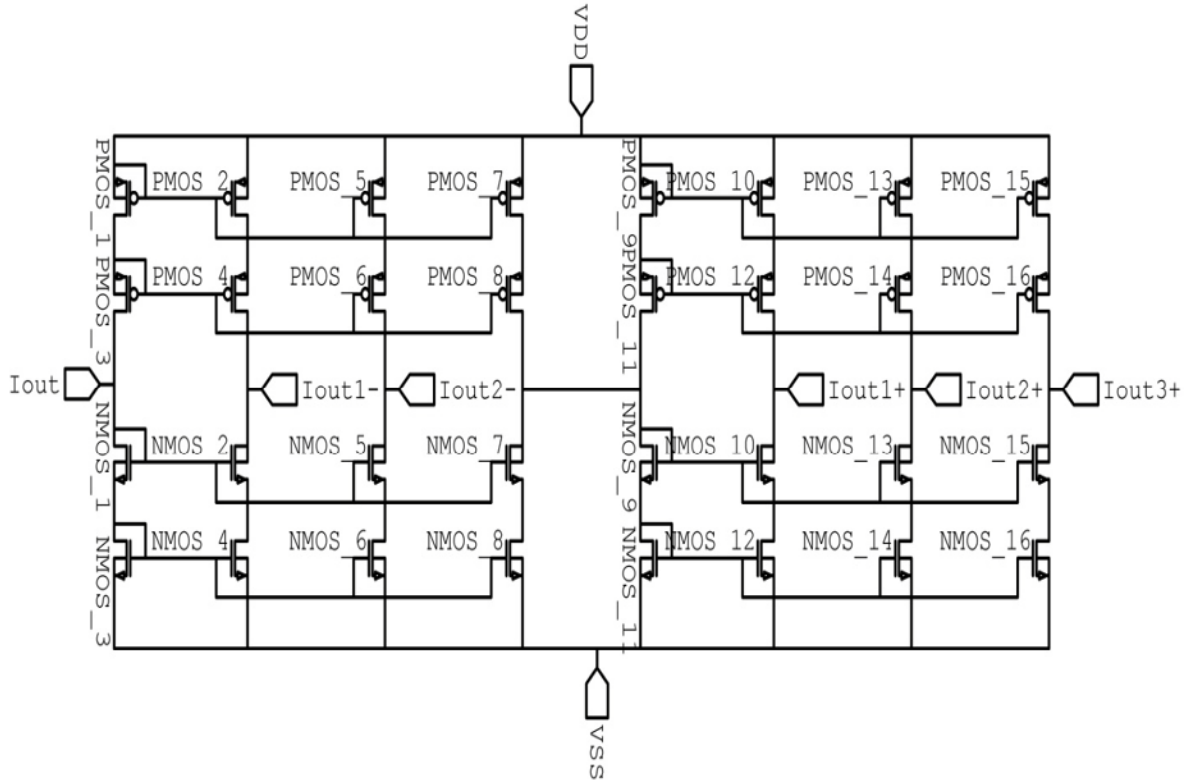 VDD
PMOS_1
PMOS_2
PMOS_5
PMOS_7
PMOS_9
PMOS_10
PMOS_13
PMOS_15
PMOS_3
PMOS_4
PMOS_6
PMOS_8
PMOS_11
PMOS_12
PMOS_14
PMOS_16
Iout
Iout1-
Iout2-
Iout1+
Iout2+
Iout3+
NMOS_1
NMOS_2
NMOS_5
NMOS_7
NMOS_9
NMOS_10
NMOS_13
NMOS_15
NMOS_3
NMOS_4
NMOS_6
NMOS_8
NMOS_11
NMOS_12
NMOS_14
NMOS_16
VSS